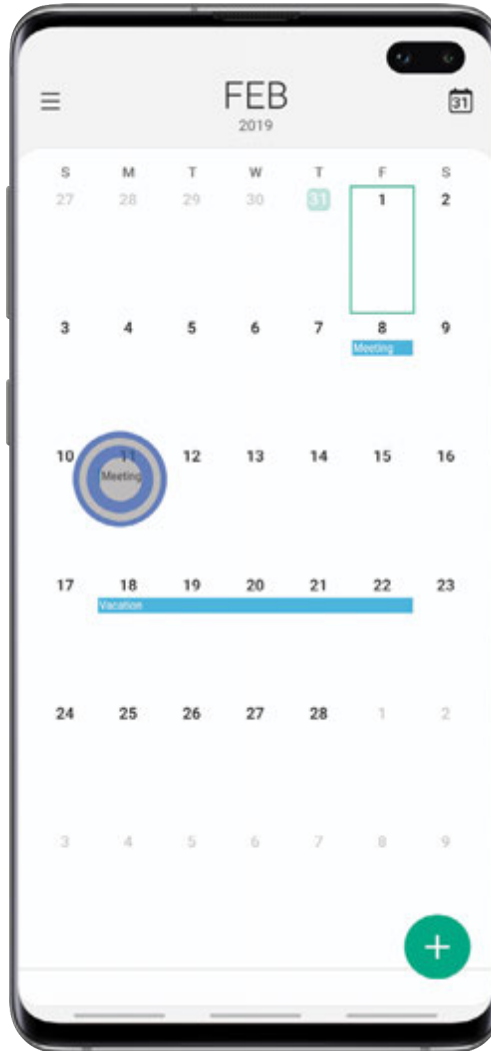 FEB
31
2019
S M T W T F S
27 28 29 30 31 1 2
3 4 5 6 7 8 9
Meeting
10 11 12 13 14 15 16
Meeting
17 18 19 20 21 22 23
Vacation
24 25 26 27 28 1 2
3 4 5 6 7 8 9